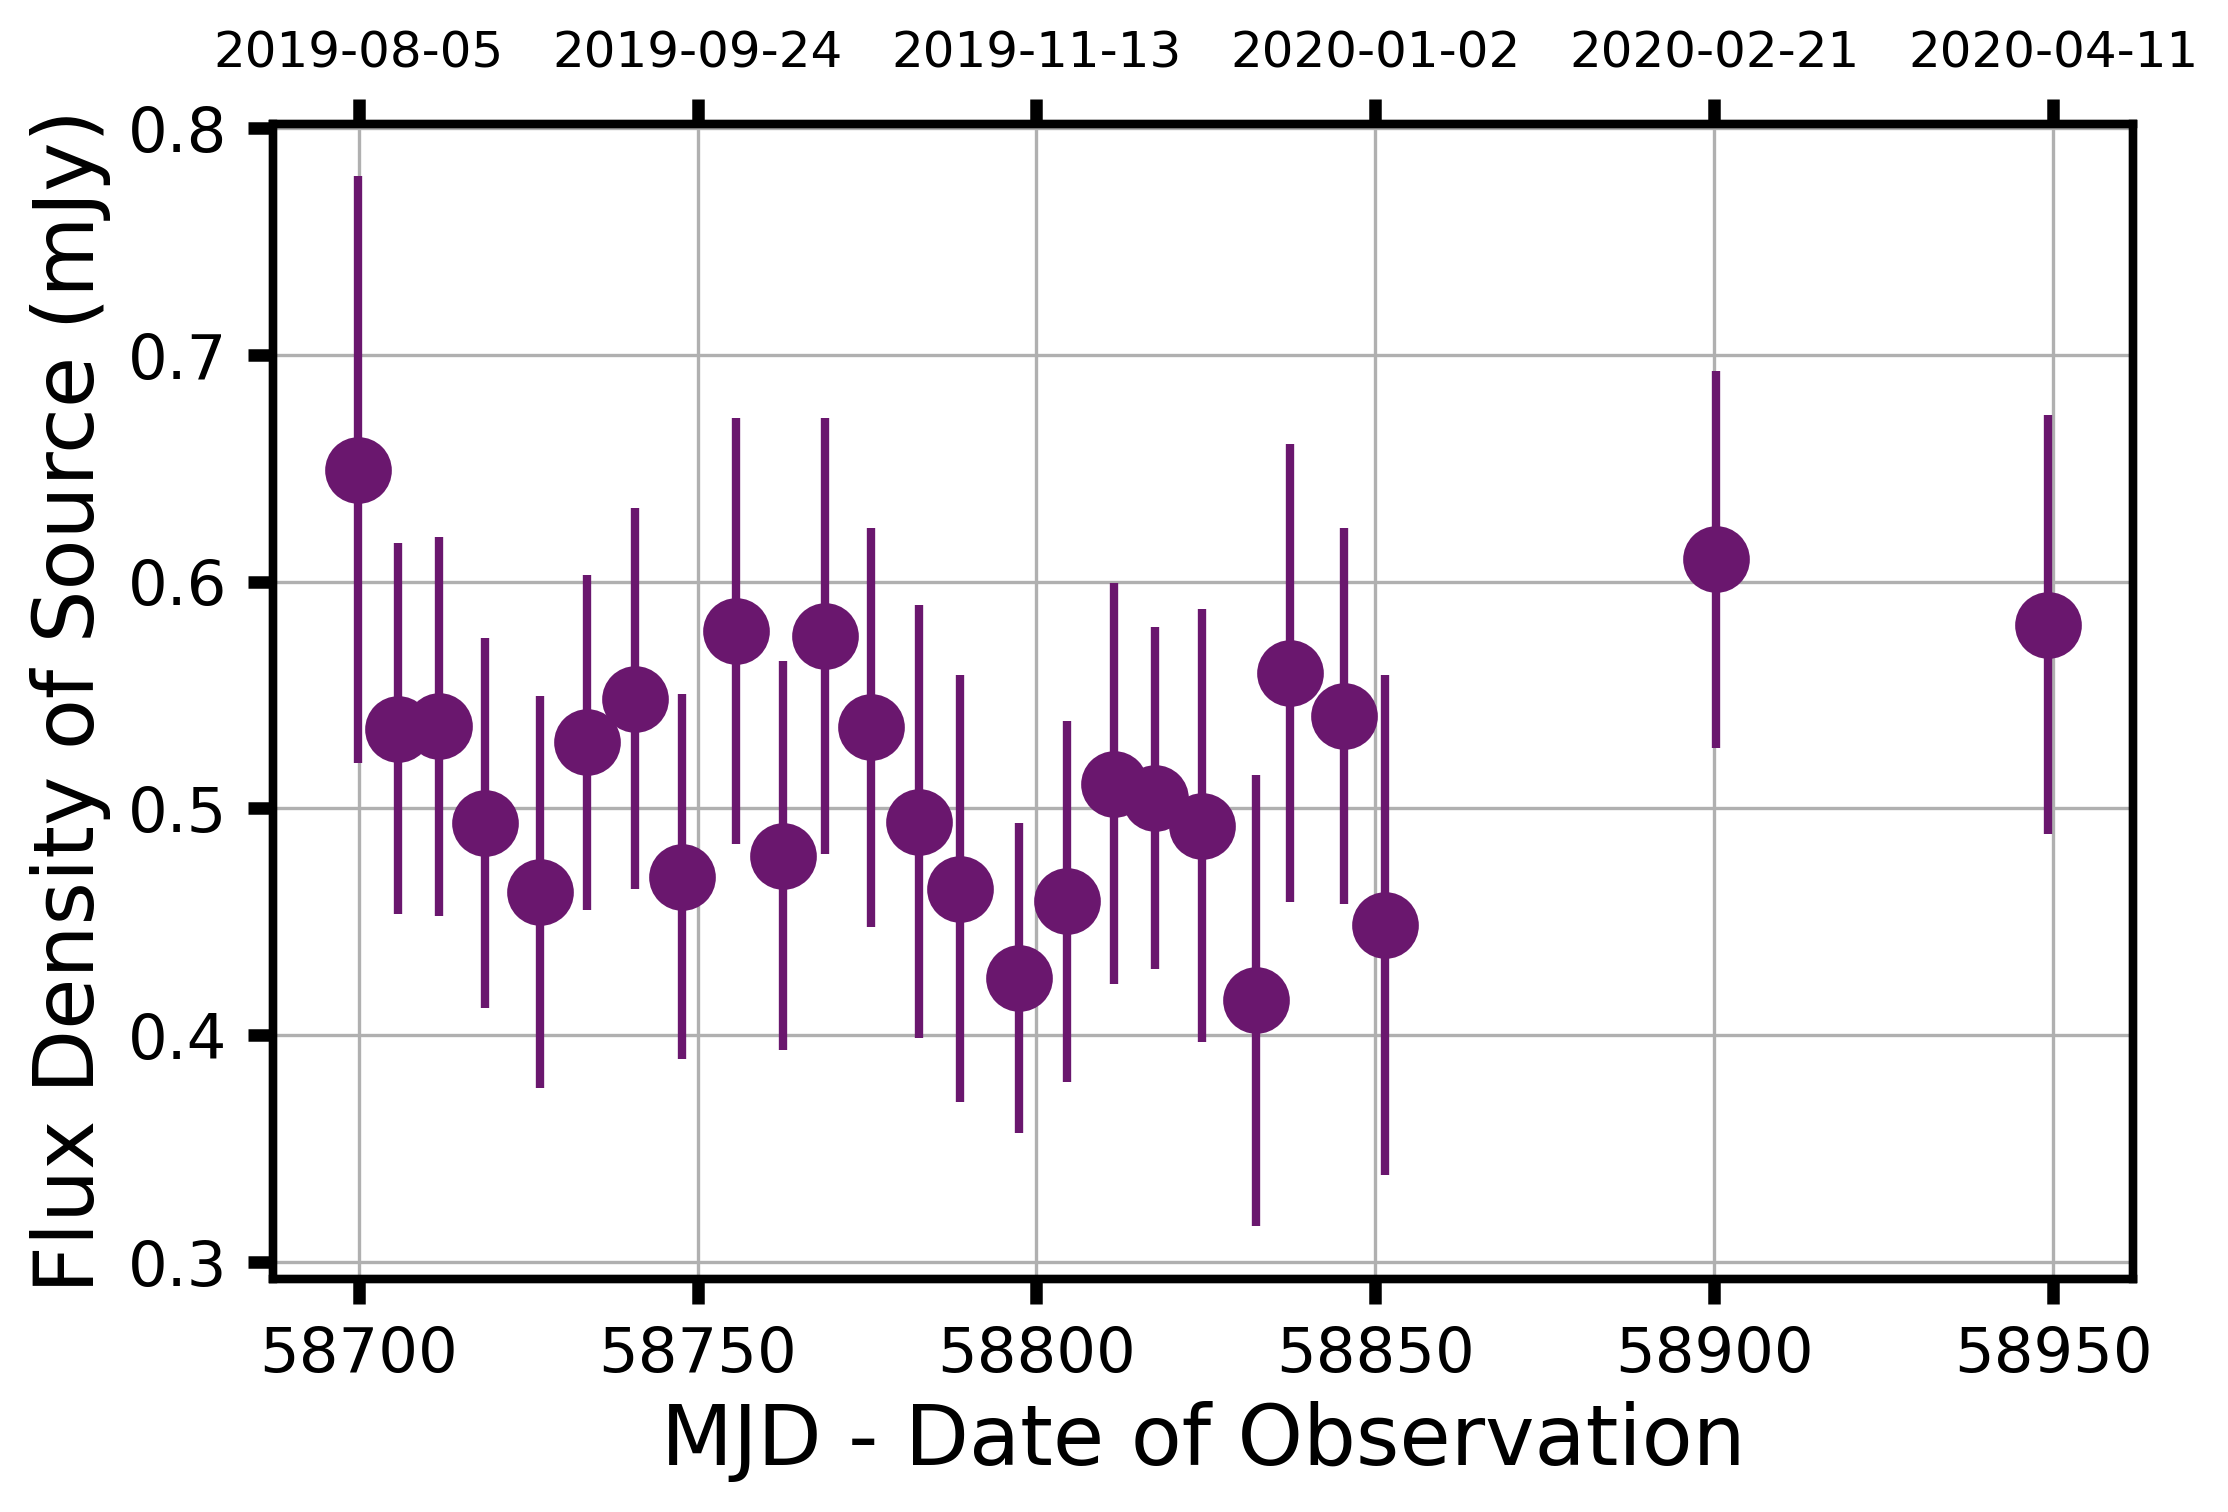 2019-08-05 2019-09-24 2019-11-13 2020-01-02 2020-02-21 2020-04-11
Flux Density of Source (mJy)
0.8
0.7
0.6
0.5
0.4
0.3
58700 58750 58800 58850 58900 58950
MJD - Date of Observation